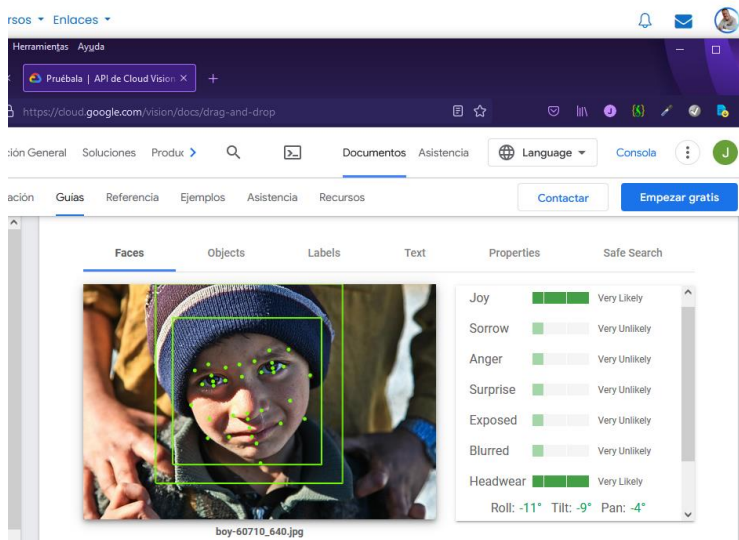 rsos Enlaces
Herramientas Ayuda
Pruébala | API de Cloud Vision
https://cloud.google.com/vision/docs/drag-and-drop
ción General Soluciones Produc Documentos Asistencia Language Consola J
ación Guías Referencia Ejemplos Asistencia Recursos Contactar Empezar gratis
Faces Objects Labels Text Properties Safe Search
Joy Very Likely
Sorrow Very Unlikely
Anger Very Unlikely
Surprise Very Unlikely
Exposed Very Unlikely
Blurred Very Unlikely
Headwear Very Likely
Roll: -11° Tilt: -9° Pan: -4°
boy-60710_640.jpg